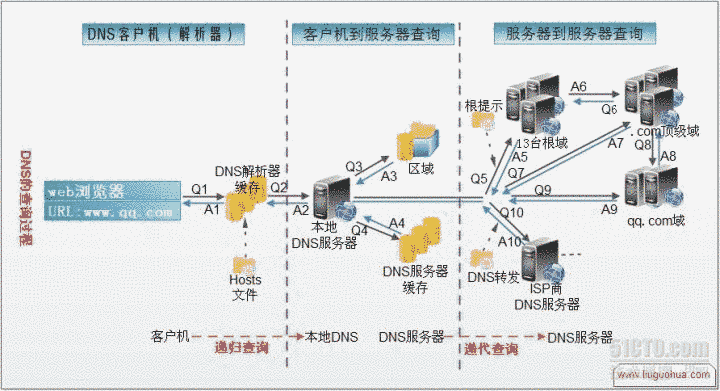 DNS客户机(解析器)
客户机到服务器查询
服务器到服务器查询
DNS的查询过程
web浏览器
URL:www.qq.com
Q1
A1
DNS解析器
缓存
Hosts
文件
Q2
A2
本地
DNS服务器
Q3
A3
区域
Q4
A4
DNS服务器
缓存
根提示
13台根域
Q5
A5
A6
Q6
.com顶级域
Q7
A7
Q8
A8
Q9
A9
qq.com域
Q10
A10
DNS转发
ISP商
DNS服务器
客户机
递归查询
本地DNS
DNS服务器
递代查询
DNS服务器
51CTO.com
www.liuguohua.com